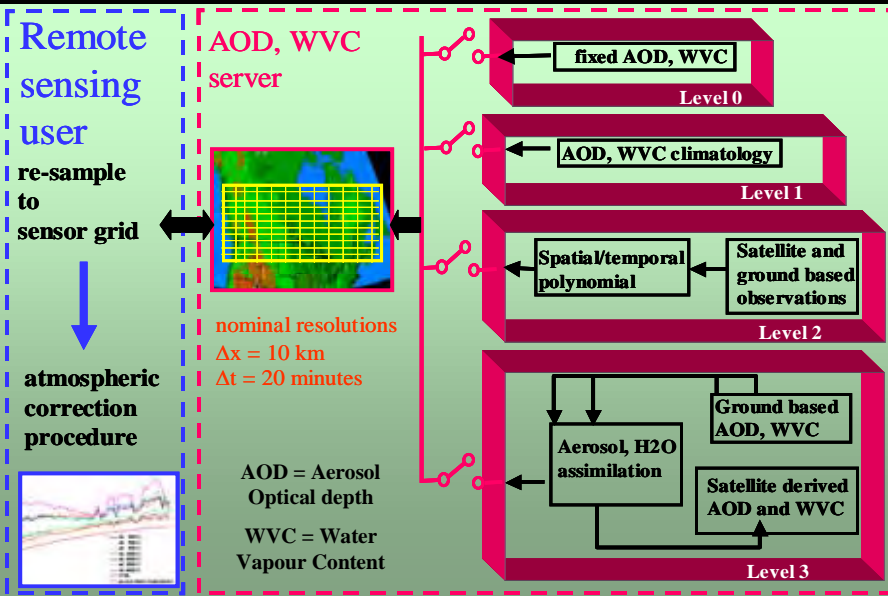 Remote
sensing
user
re-sample
to
sensor grid
atmospheric
correction
procedure
AOD, WVC
server
nominal resolutions
Δx = 10 km
Δt = 20 minutes
AOD = Aerosol
Optical depth
WVC = Water
Vapour Content
fixed AOD, WVC
Level 0
AOD, WVC climatology
Level 1
Spatial/temporal
polynomial
Satellite and
ground based
observations
Level 2
Ground based
AOD, WVC
Aerosol, H2O
assimilation
Satellite derived
AOD and WVC
Level 3